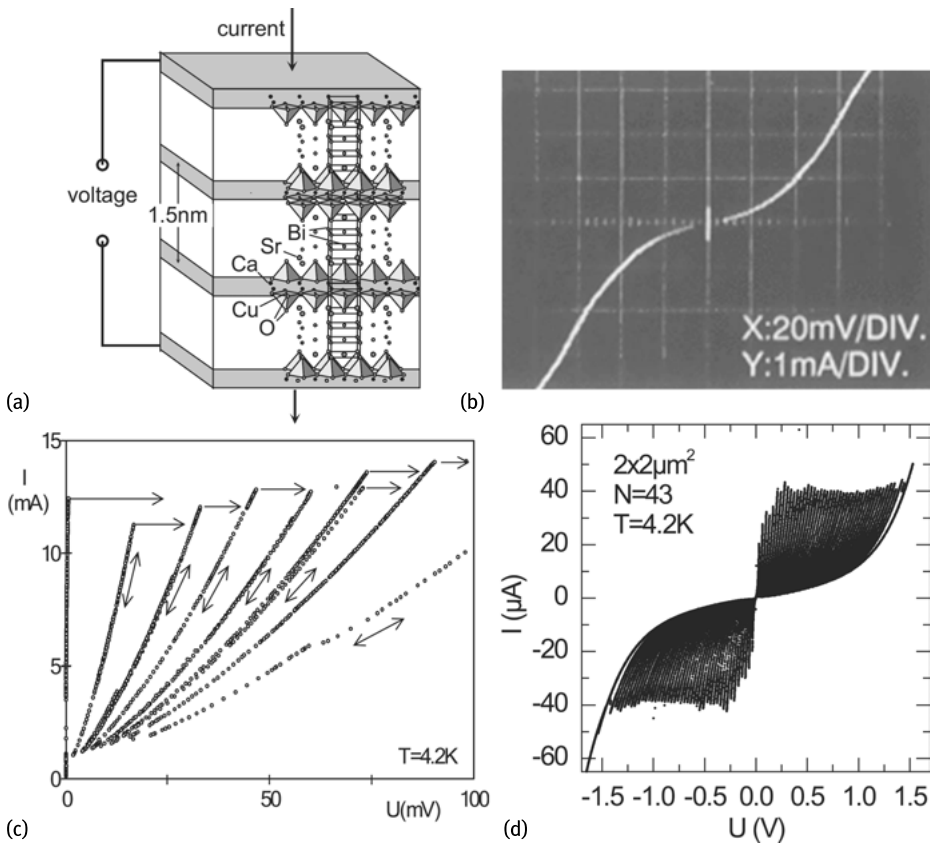 current
voltage
1.5nm
Bi
Sr
Ca
Cu
O
(a)
X:20mV/DIV.
Y:1mA/DIV.
(b)
15
I
(mA)
10
5
0
0
50
100
U(mV)
T=4.2K
(c)
60
40
20
0
-20
-40
-60
I (µA)
2x2µm²
N=43
T=4.2K
-1.5 -1.0 -0.5 0.0 0.5 1.0 1.5
U (V)
(d)